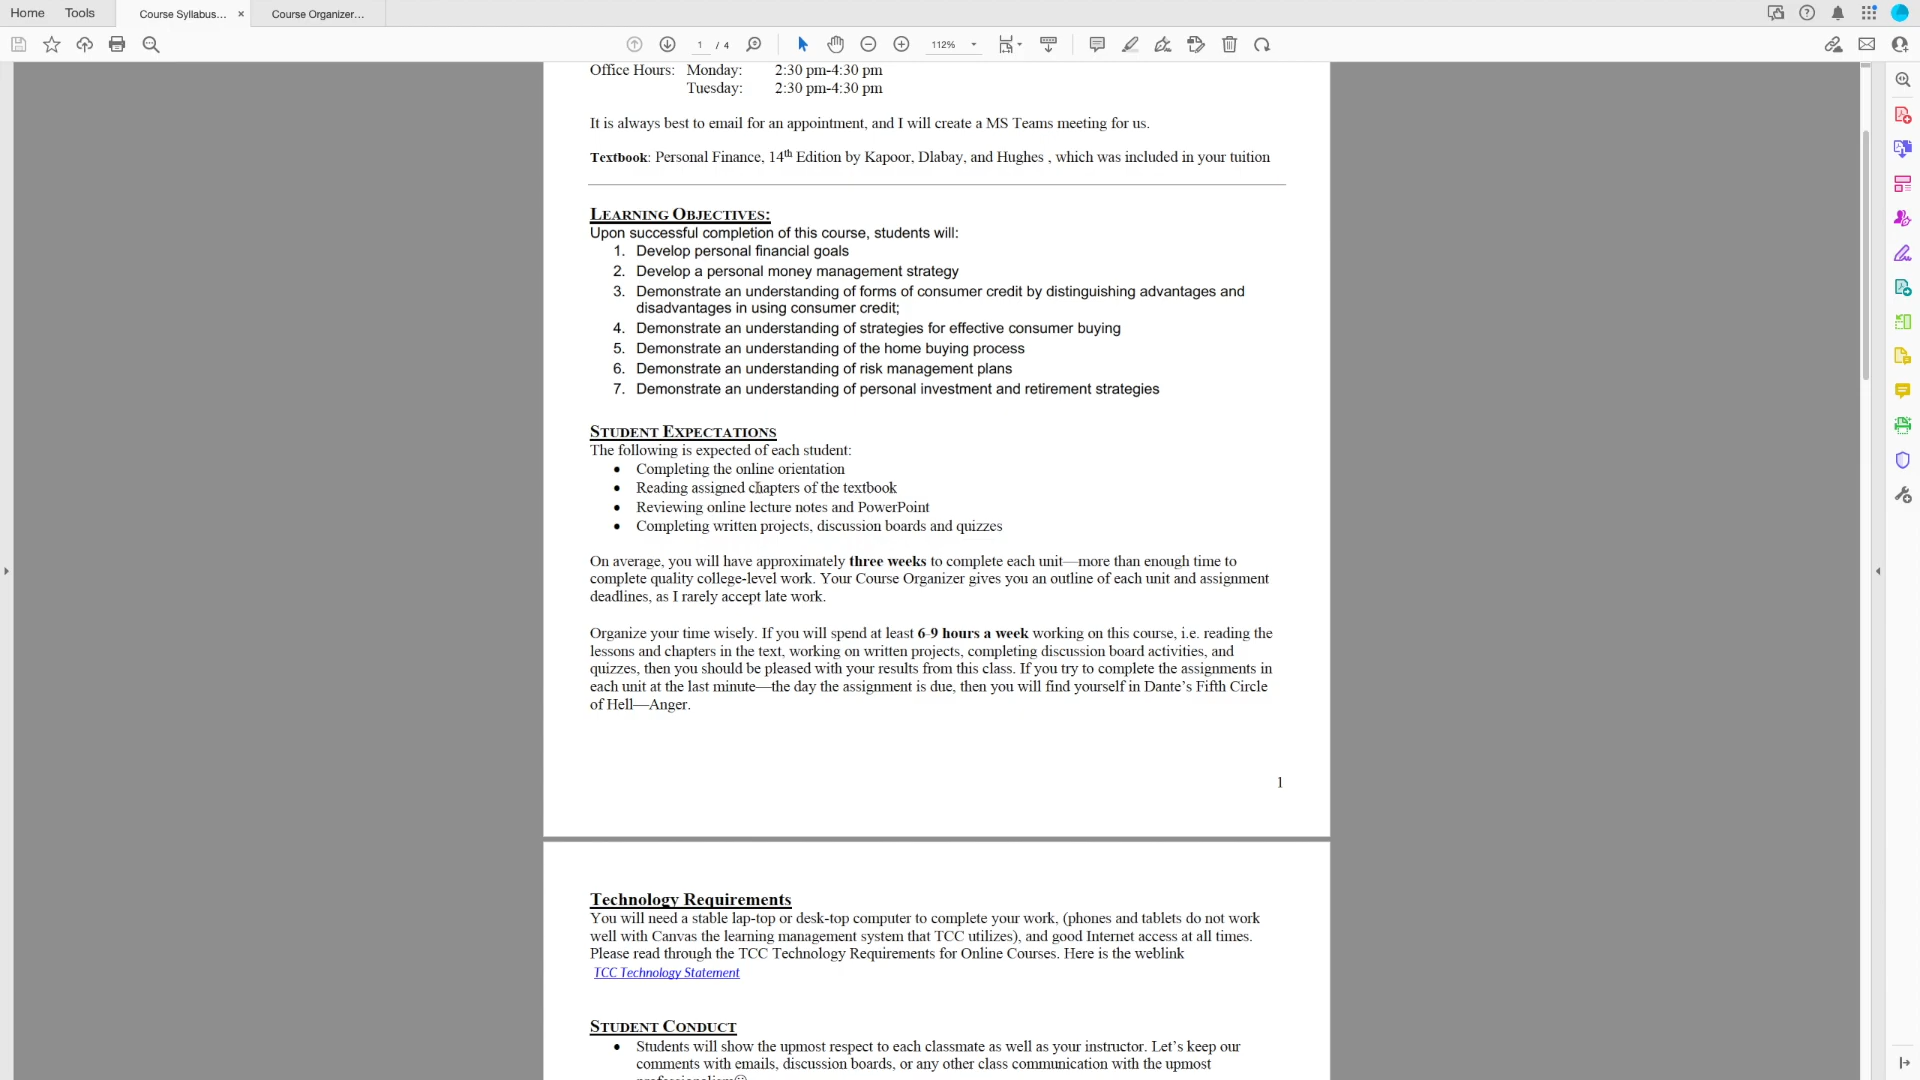 Home Tools Course Syllabus... × Course Organizer...
1 / 4 112%
Office Hours: Monday: 2:30 pm-4:30 pm
Tuesday: 2:30 pm-4:30 pm
It is always best to email for an appointment, and I will create a MS Teams meeting for us.
Textbook: Personal Finance, 14th Edition by Kapoor, Dlabay, and Hughes , which was included in your tuition
LEARNING OBJECTIVES:
Upon successful completion of this course, students will:
1. Develop personal financial goals
2. Develop a personal money management strategy
3. Demonstrate an understanding of forms of consumer credit by distinguishing advantages and
disadvantages in using consumer credit;
4. Demonstrate an understanding of strategies for effective consumer buying
5. Demonstrate an understanding of the home buying process
6. Demonstrate an understanding of risk management plans
7. Demonstrate an understanding of personal investment and retirement strategies
STUDENT EXPECTATIONS
The following is expected of each student:
• Completing the online orientation
• Reading assigned chapters of the textbook
• Reviewing online lecture notes and PowerPoint
• Completing written projects, discussion boards and quizzes
On average, you will have approximately three weeks to complete each unit—more than enough time to
complete quality college-level work. Your Course Organizer gives you an outline of each unit and assignment
deadlines, as I rarely accept late work.
Organize your time wisely. If you will spend at least 6-9 hours a week working on this course, i.e. reading the
lessons and chapters in the text, working on written projects, completing discussion board activities, and
quizzes, then you should be pleased with your results from this class. If you try to complete the assignments in
each unit at the last minute—the day the assignment is due, then you will find yourself in Dante's Fifth Circle
of Hell—Anger.
1
Technology Requirements
You will need a stable lap-top or desk-top computer to complete your work, (phones and tablets do not work
well with Canvas the learning management system that TCC utilizes), and good Internet access at all times.
Please read through the TCC Technology Requirements for Online Courses. Here is the weblink
TCC Technology Statement
STUDENT CONDUCT
• Students will show the upmost respect to each classmate as well as your instructor. Let's keep our
comments with emails, discussion boards, or any other class communication with the upmost